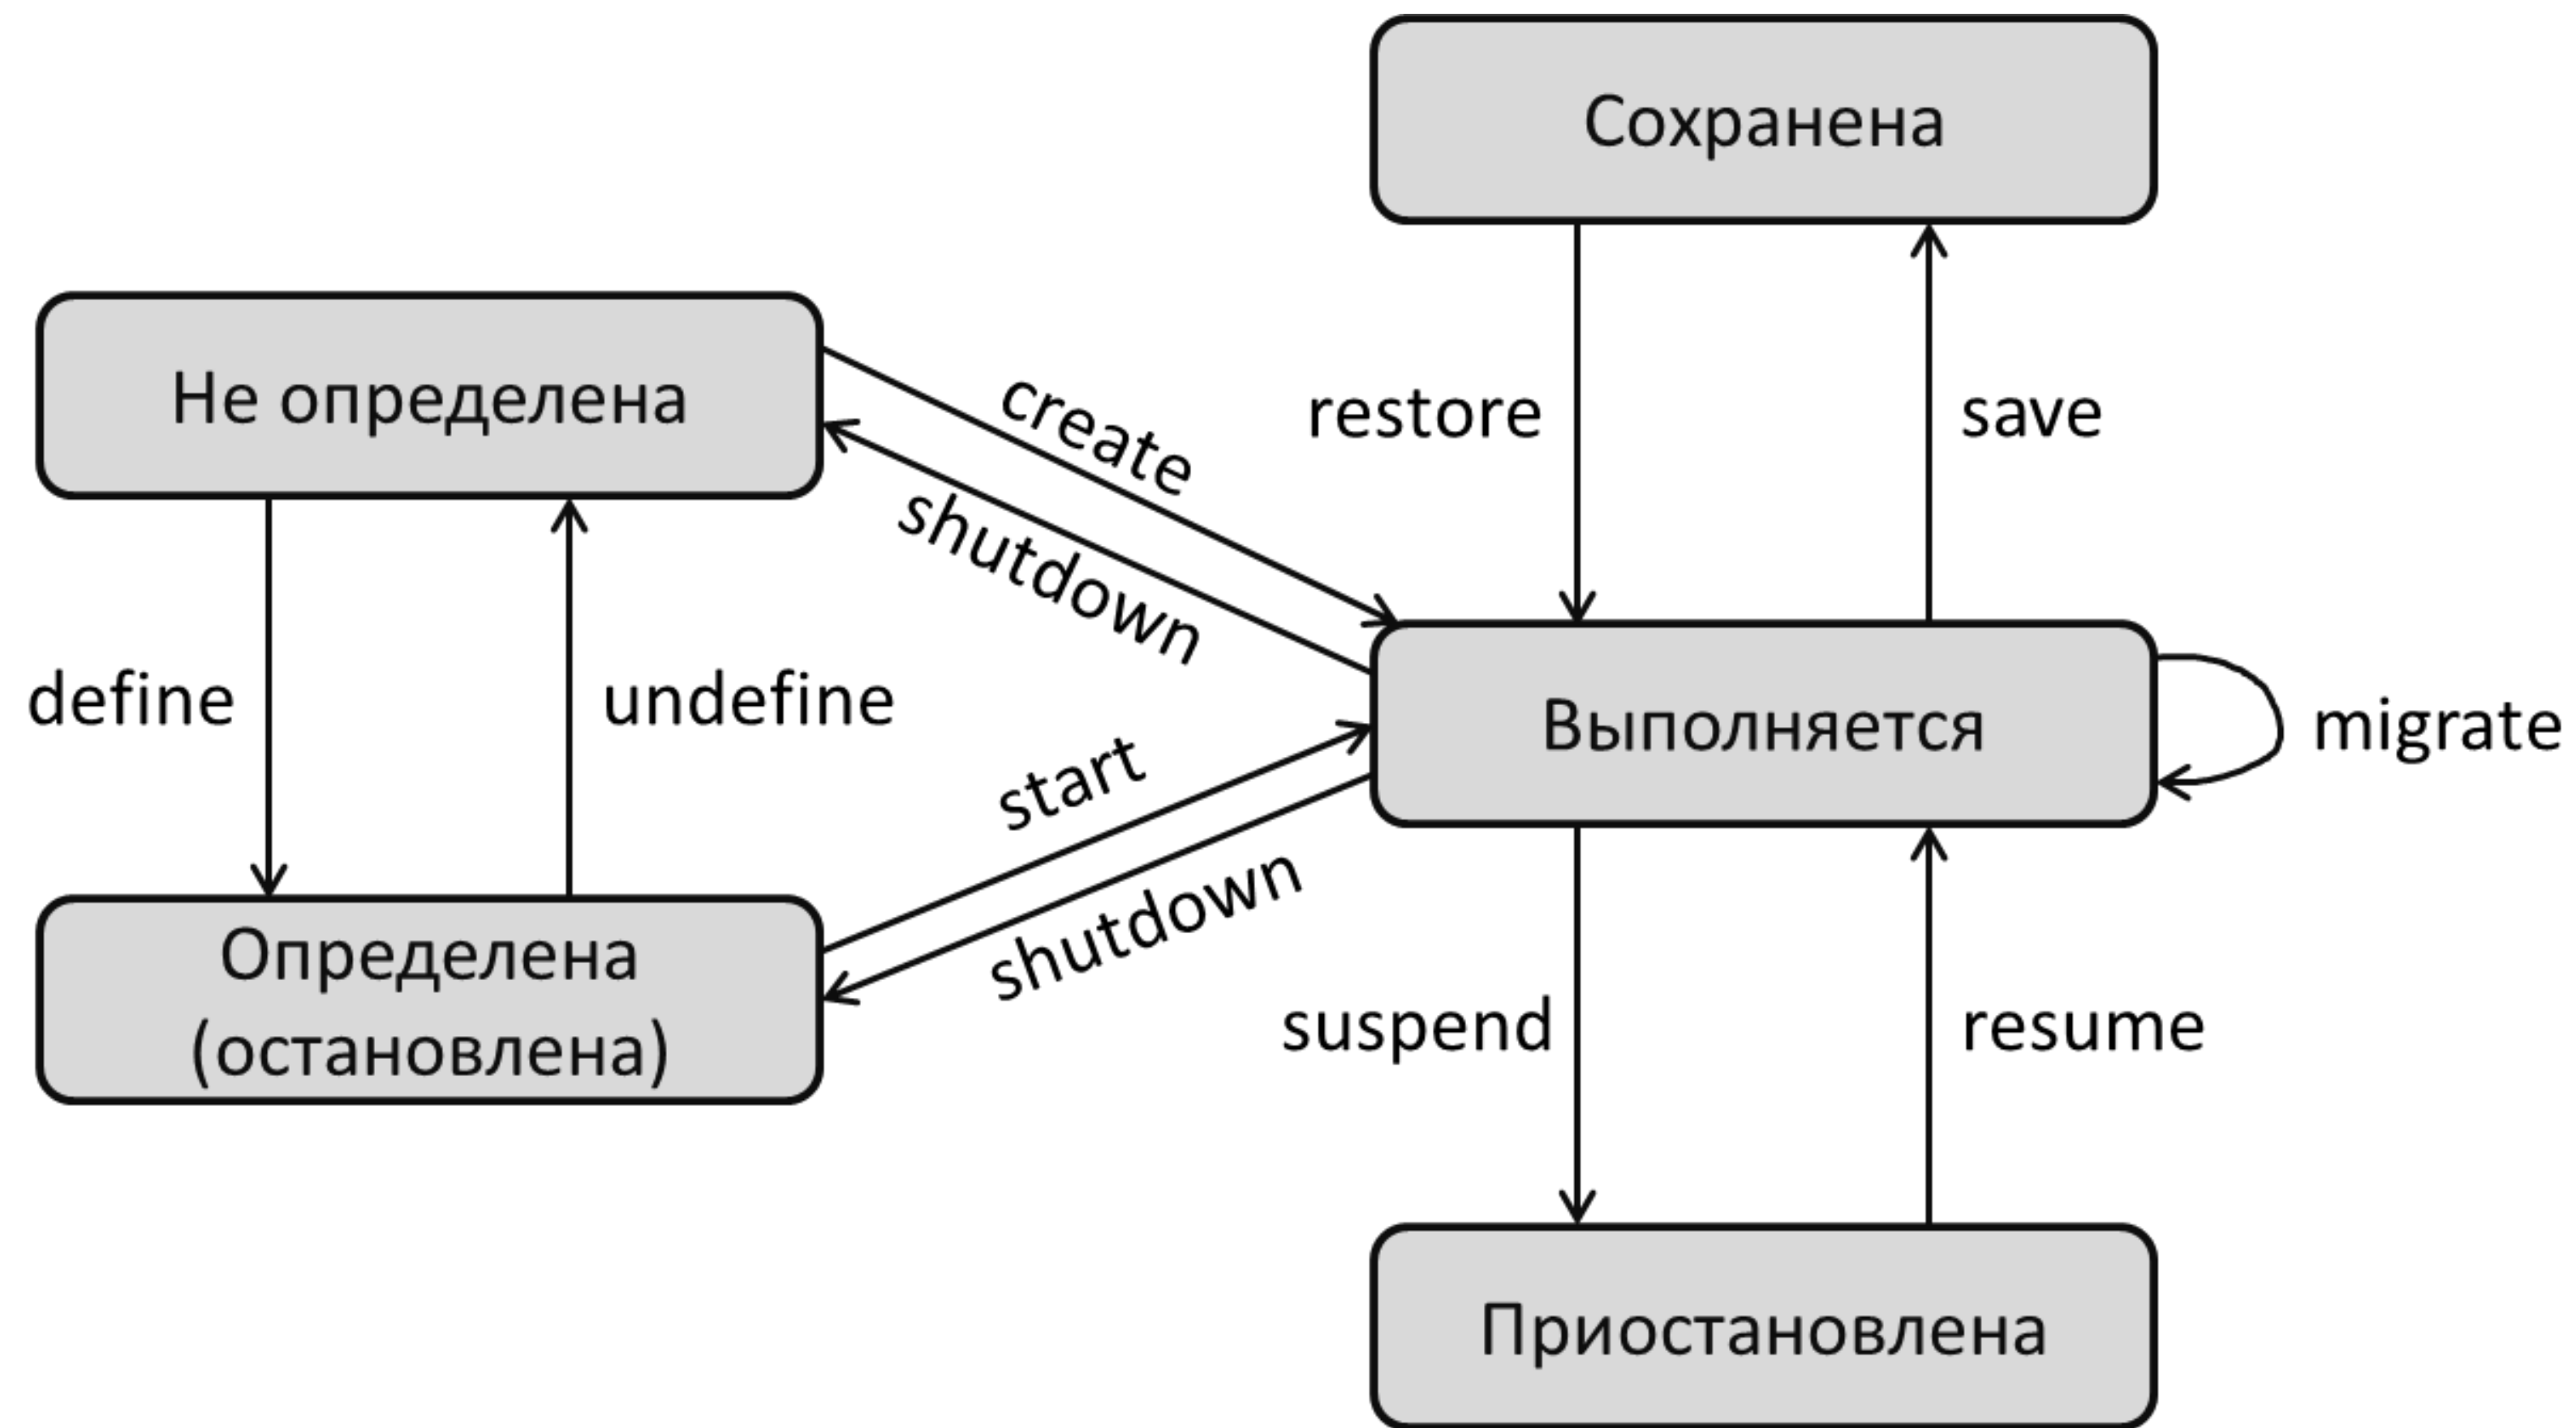 Сохранена
Не определена
create
restore
save
shutdown
define
undefine
Выполняется
migrate
start
shutdown
Определена
(остановлена)
suspend
resume
Приостановлена